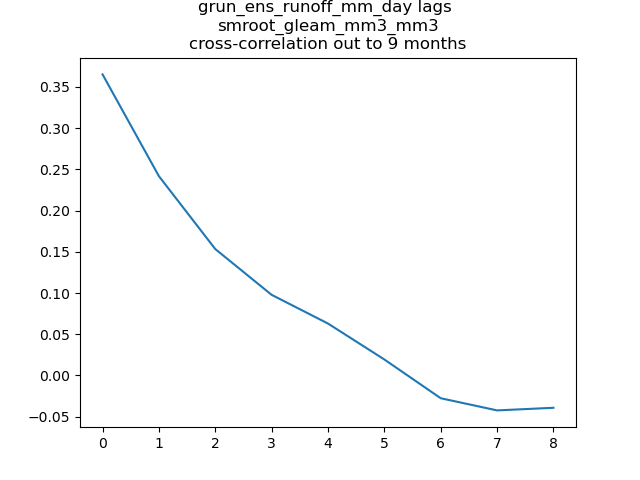 grun_ens_runoff_mm_day lags
smroot_gleam_mm3_mm3
cross-correlation out to 9 months
0.35
0.30
0.25
0.20
0.15
0.10
0.05
0.00
−0.05
0 1 2 3 4 5 6 7 8